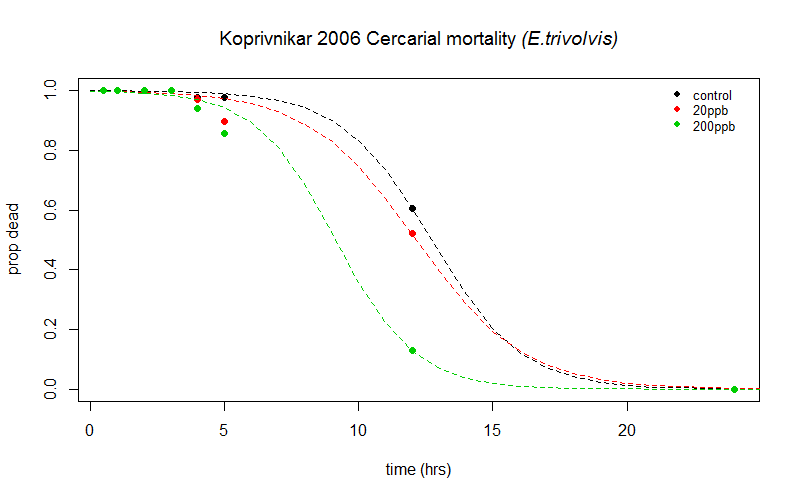 Koprivnikar 2006 Cercarial mortality (E.trivolvis)
control
20ppb
200ppb
prop dead
1.0
0.8
0.6
0.4
0.2
0.0
0 5 10 15 20
time (hrs)